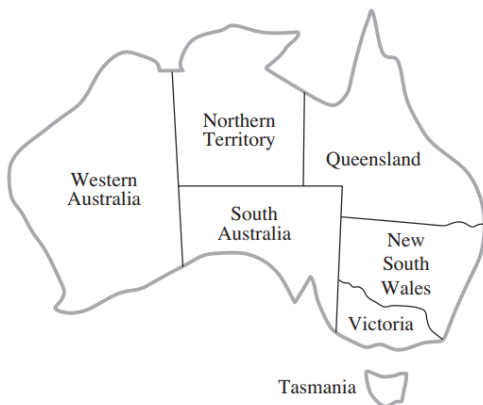 Northern
Territory
Queensland
Western
Australia
South
Australia
New
South
Wales
Victoria
Tasmania